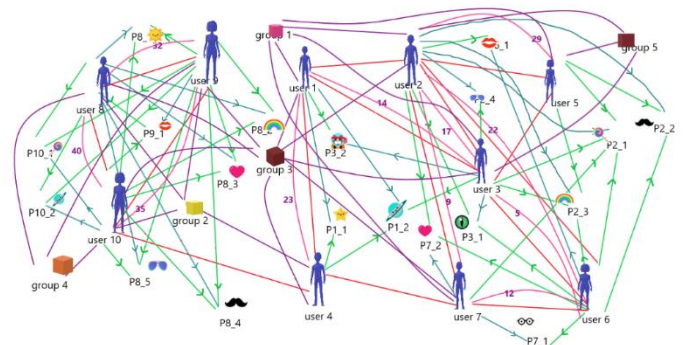 P8_
32
user 9
group 1
29
_1
group 5
user 8
user 1
user 2
user 5
14
_4
P9_1
P8_2
17
22
P2_2
P10_1
40
P3_2
P2_1
group 3
P8_3
user 3
P10_2
35
group 2
23
9
5
P2_3
user 10
P1_1
P1_2
P7_2
P3_1
group 4
P8_5
12
P8_4
user 4
user 7
user 6
P7_1